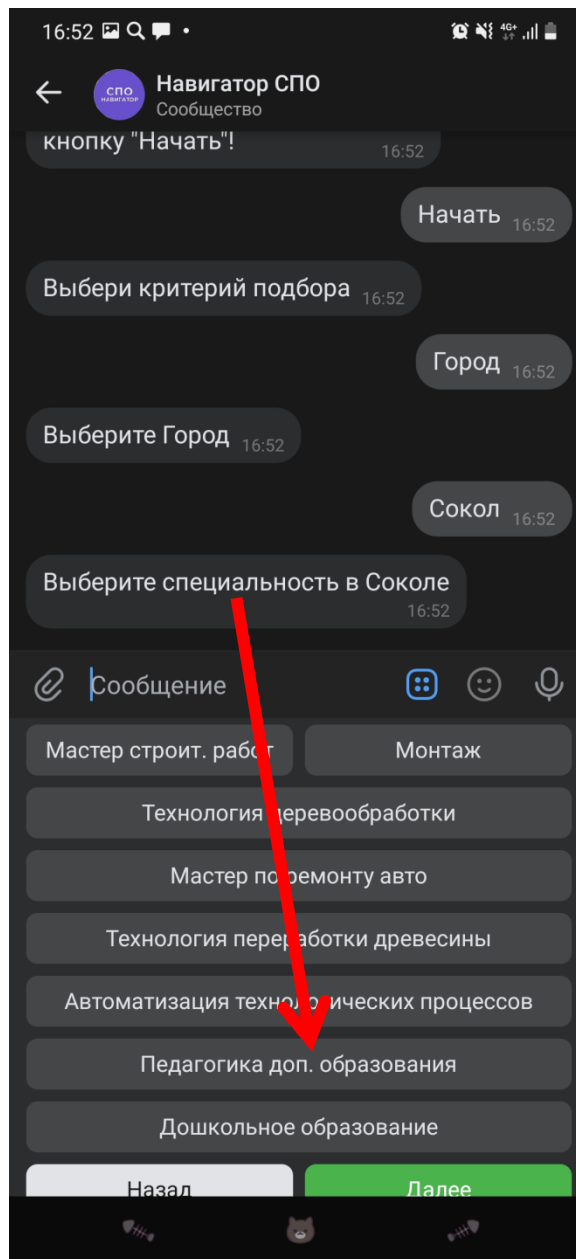 16:52
4G+
СПО
НАВИГАТОР
Навигатор СПО
Сообщество
кнопку "Начать"!
16:52
Начать 16:52
Выбери критерий подбора 16:52
Город 16:52
Выберите Город 16:52
Сокол 16:52
Выберите специальность в Соколе
16:52
Сообщение
Мастер строит. работ
Монтаж
Технология деревообработки
Мастер по ремонту авто
Технология переработки древесины
Автоматизация технологических процессов
Педагогика доп. образования
Дошкольное образование
Назад
Далее